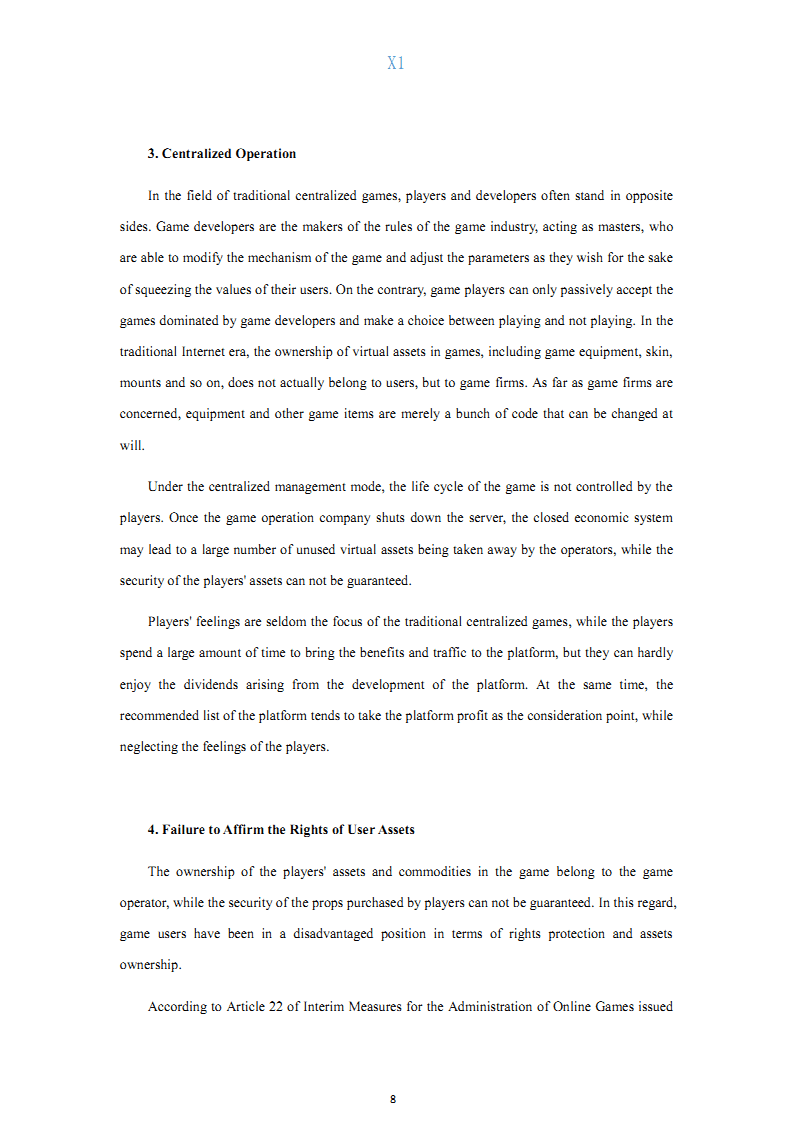 X1
3. Centralized Operation
In the field of traditional centralized games, players and developers often stand in opposite
sides. Game developers are the makers of the rules of the game industry, acting as masters, who
are able to modify the mechanism of the game and adjust the parameters as they wish for the sake
of squeezing the values of their users. On the contrary, game players can only passively accept the
games dominated by game developers and make a choice between playing and not playing. In the
traditional Internet era, the ownership of virtual assets in games, including game equipment, skin,
mounts and so on, does not actually belong to users, but to game firms. As far as game firms are
concerned, equipment and other game items are merely a bunch of code that can be changed at
will.
Under the centralized management mode, the life cycle of the game is not controlled by the
players. Once the game operation company shuts down the server, the closed economic system
may lead to a large number of unused virtual assets being taken away by the operators, while the
security of the players' assets can not be guaranteed.
Players' feelings are seldom the focus of the traditional centralized games, while the players
spend a large amount of time to bring the benefits and traffic to the platform, but they can hardly
enjoy the dividends arising from the development of the platform. At the same time, the
recommended list of the platform tends to take the platform profit as the consideration point, while
neglecting the feelings of the players.
4. Failure to Affirm the Rights of User Assets
The ownership of the players' assets and commodities in the game belong to the game
operator, while the security of the props purchased by players can not be guaranteed. In this regard,
game users have been in a disadvantaged position in terms of rights protection and assets
ownership.
According to Article 22 of Interim Measures for the Administration of Online Games issued
8